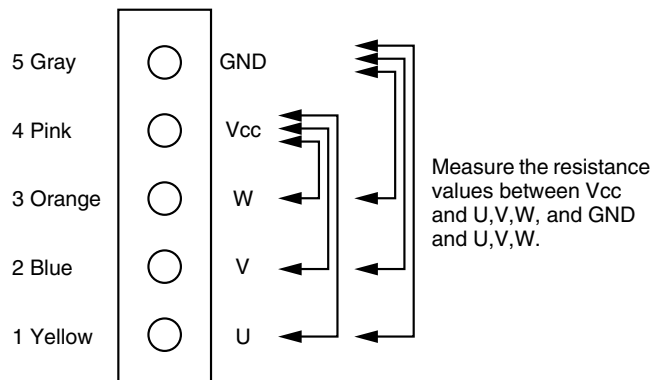 5 Gray GND
4 Pink Vcc
3 Orange W
2 Blue V
1 Yellow U
Measure the resistance
values between Vcc
and U,V,W, and GND
and U,V,W.